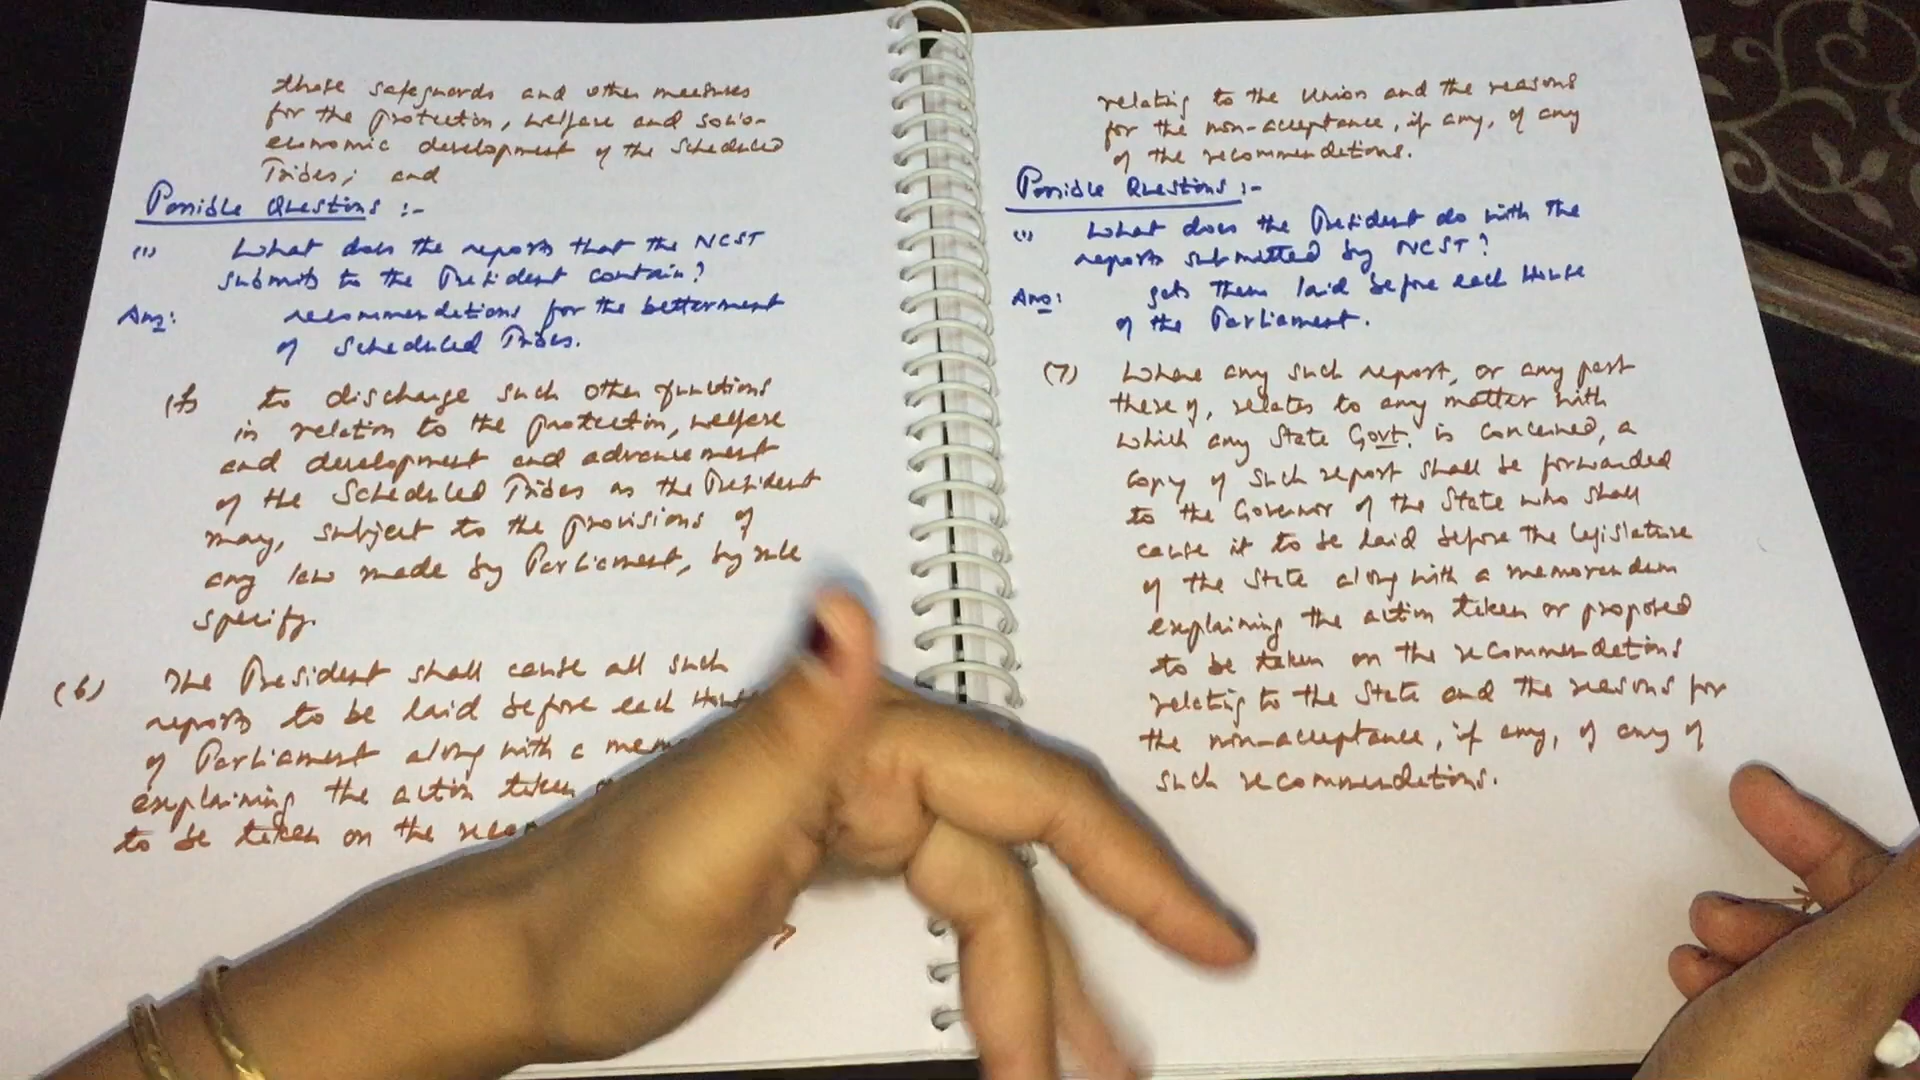 those safeguards and other measures
for the protection, welfare and socio-
economic development of the Scheduled
Tribes; and
Possible Questions :-
(1) What does the reports that the NCST
submits to the President contain?
Ans: recommendations for the betterment
of Scheduled Tribes.
(f) to discharge such other functions
in relation to the protection, welfare
and development and advancement
of the Scheduled Tribes as the President
may, subject to the provisions of
any law made by Parliament, by rule
specify.
(6) The President shall cause all such
reports to be laid before each House
of Parliament along with a
explaining the action taken
to be taken on the
relating to the Union and the reasons
for the non-acceptance, if any, of any
of the recommendations.
Possible Questions :-
(1) What does the President do with the
reports submitted by NCST?
Ans: gets them laid before each House
of the Parliament.
(7) Where any such report, or any part
thereof, relates to any matter with
which any State Govt. is concerned, a
copy of such report shall be forwarded
to the Governor of the State who shall
cause it to be laid before the legislature
of the State along with a memorandum
explaining the action taken or proposed
to be taken on the recommendations
relating to the State and the reasons for
the non-acceptance, if any, of any of
such recommendations.